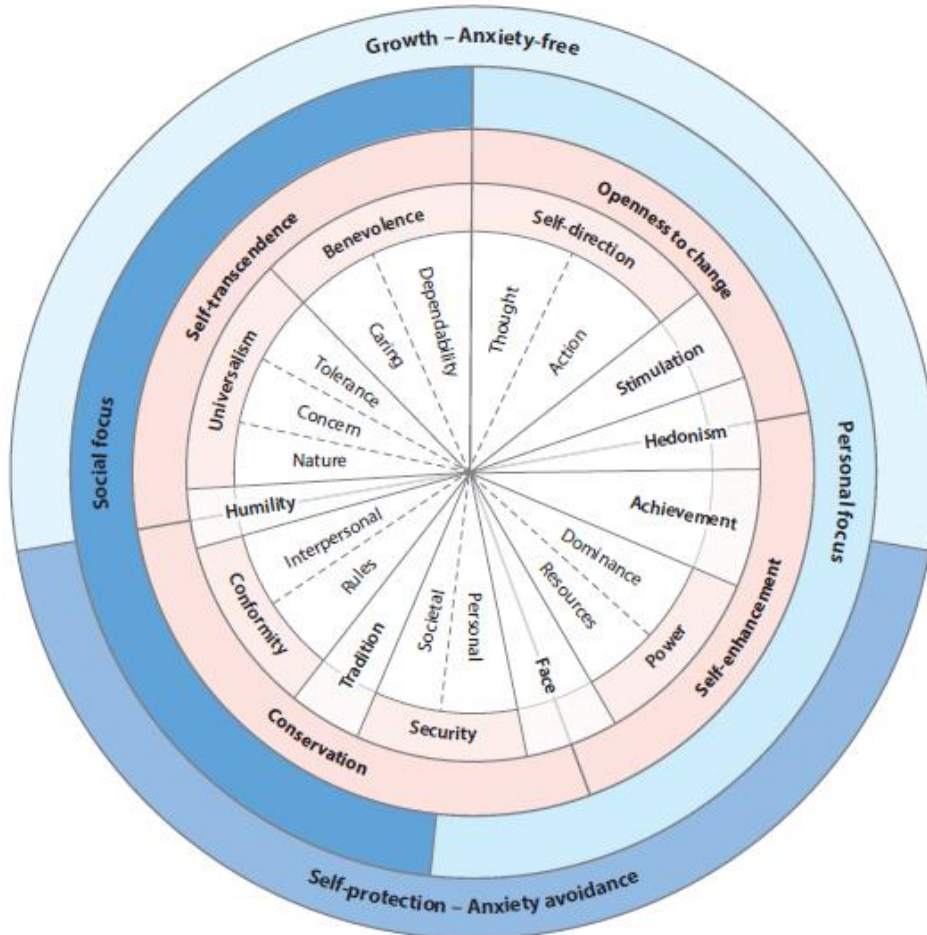 Growth – Anxiety-free
Openness to change
Self-transcendence
Benevolence
Self-direction
Dependability
Thought
Caring
Action
Universalism
Tolerance
Stimulation
Concern
Hedonism
Nature
Social focus
Personal focus
Humility
Achievement
Interpersonal
Dominance
Rules
Resources
Conformity
Societal
Personal
Power
Self-enhancement
Tradition
Face
Security
Conservation
Self-protection – Anxiety avoidance